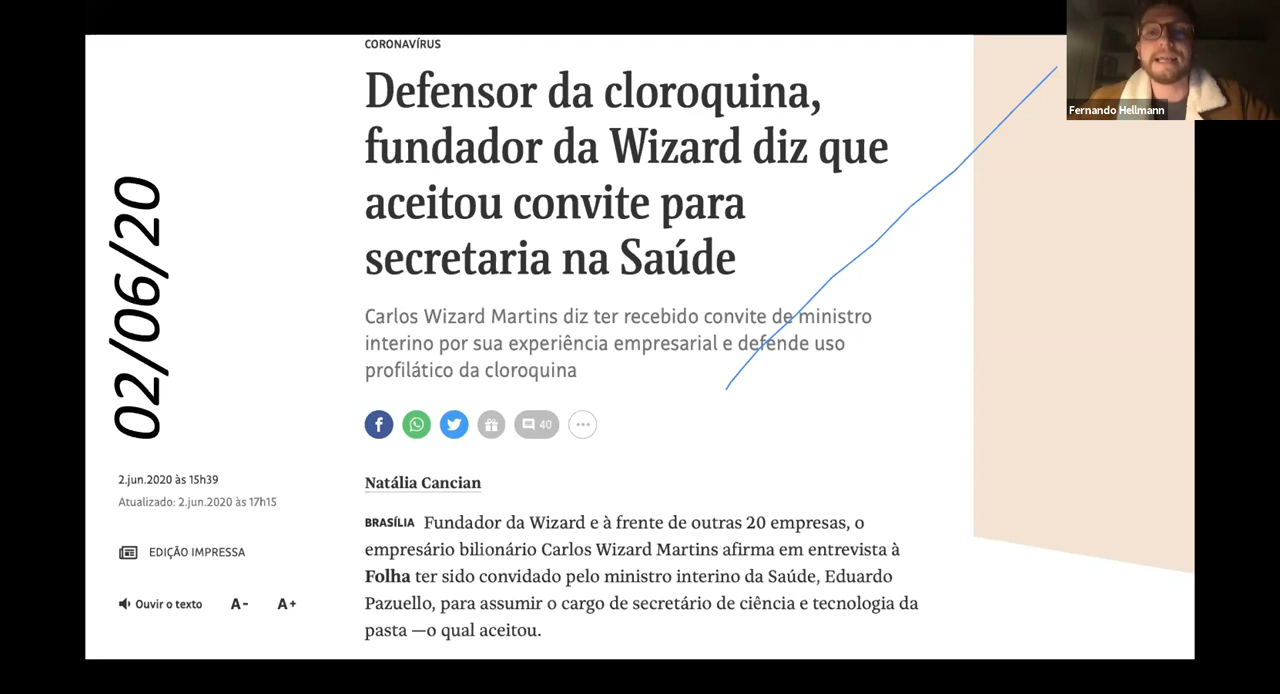 CORONAVÍRUS
Defensor da cloroquina,
fundador da Wizard diz que
aceitou convite para
secretaria na Saúde
Carlos Wizard Martins diz ter recebido convite de ministro
interino por sua experiência empresarial e defende uso
profilático da cloroquina
40
Natália Cancian
BRASÍLIA Fundador da Wizard e à frente de outras 20 empresas, o
empresário bilionário Carlos Wizard Martins afirma em entrevista à
Folha ter sido convidado pelo ministro interino da Saúde, Eduardo
Pazuello, para assumir o cargo de secretário de ciência e tecnologia da
pasta —o qual aceitou.
02/06/20
2.jun.2020 às 15h39
Atualizado: 2.jun.2020 às 17h15
EDIÇÃO IMPRESSA
Ouvir o texto A- A+
Fernando Hellmann